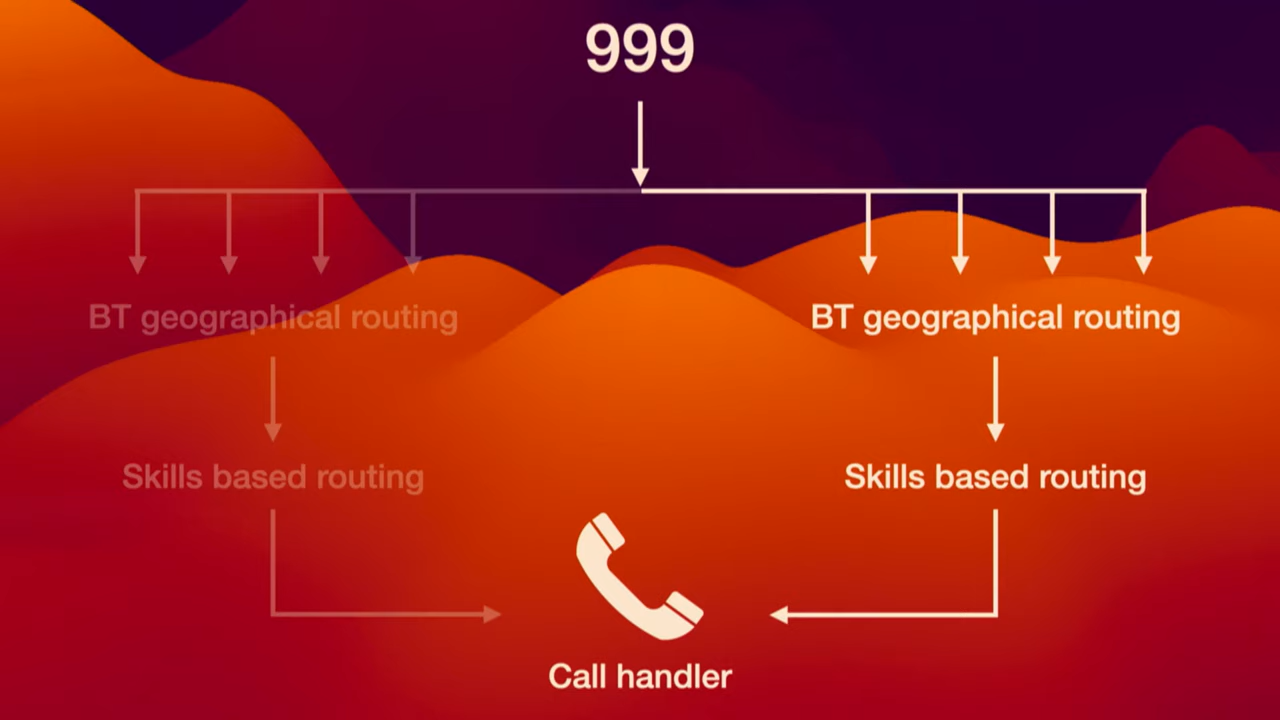 999
BT geographical routing
BT geographical routing
Skills based routing
Skills based routing
Call handler